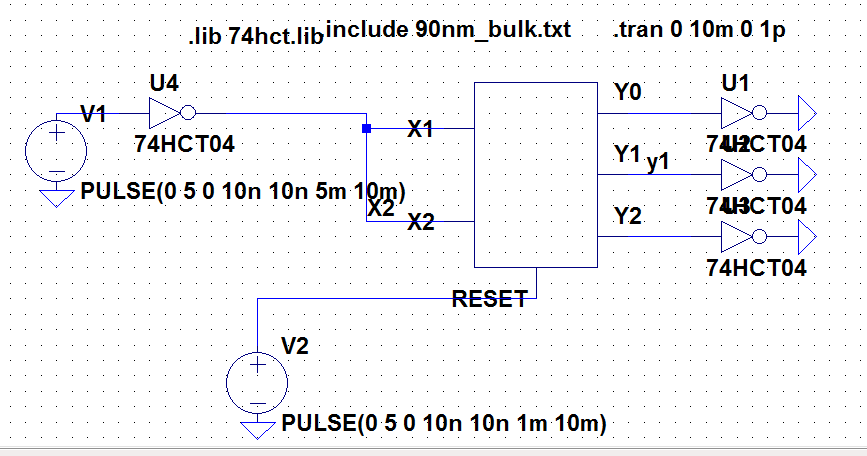 .lib 74hct.lib
include 90nm_bulk.txt
.tran 0 10m 0 1p
U4
V1
74HCT04
PULSE(0 5 0 10n 10n 5m 10m)
X1
X2
X2
Y0
Y1
y1
Y2
U1
74HCT04
U2
74HCT04
U3
74HCT04
RESET
V2
PULSE(0 5 0 10n 10n 1m 10m)